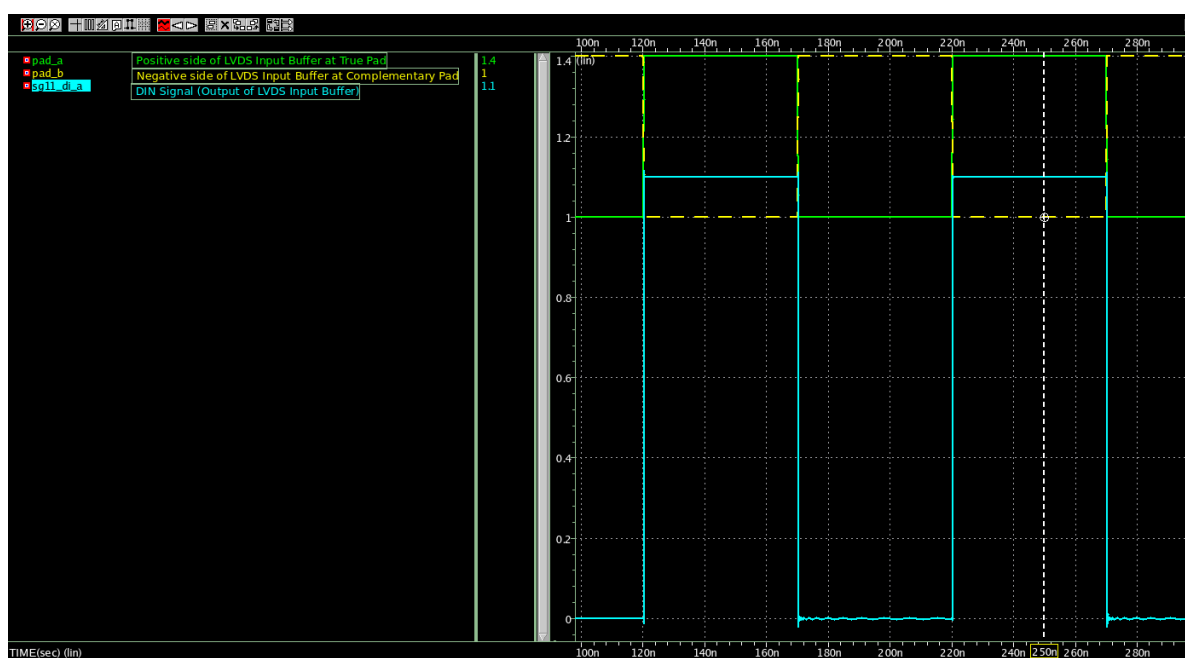 100n 120n 140n 160n 180n 200n 220n 240n 260n 280n
pad_a Positive side of LVDS Input Buffer at True Pad 1.4
pad_b Negative side of LVDS Input Buffer at Complementary Pad 1
sg11_di_a DIN Signal (Output of LVDS Input Buffer) 1.1
1.4 (lin)
1.2
1
0.8
0.6
0.4
0.2
0
TIME(sec) (lin) 100n 120n 140n 160n 180n 200n 220n 240n 250n 260n 280n